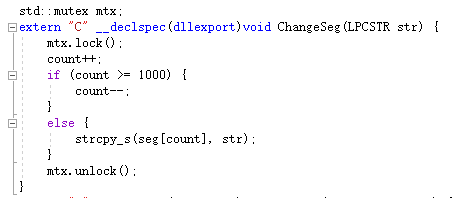 std::mutex mtx;
extern "C" __declspec(dllexport)void ChangeSeg(LPCSTR str) {
    mtx.lock();
    count++;
    if (count >= 1000) {
        count--;
    }
    else {
        strcpy_s(seg[count], str);
    }
    mtx.unlock();
}